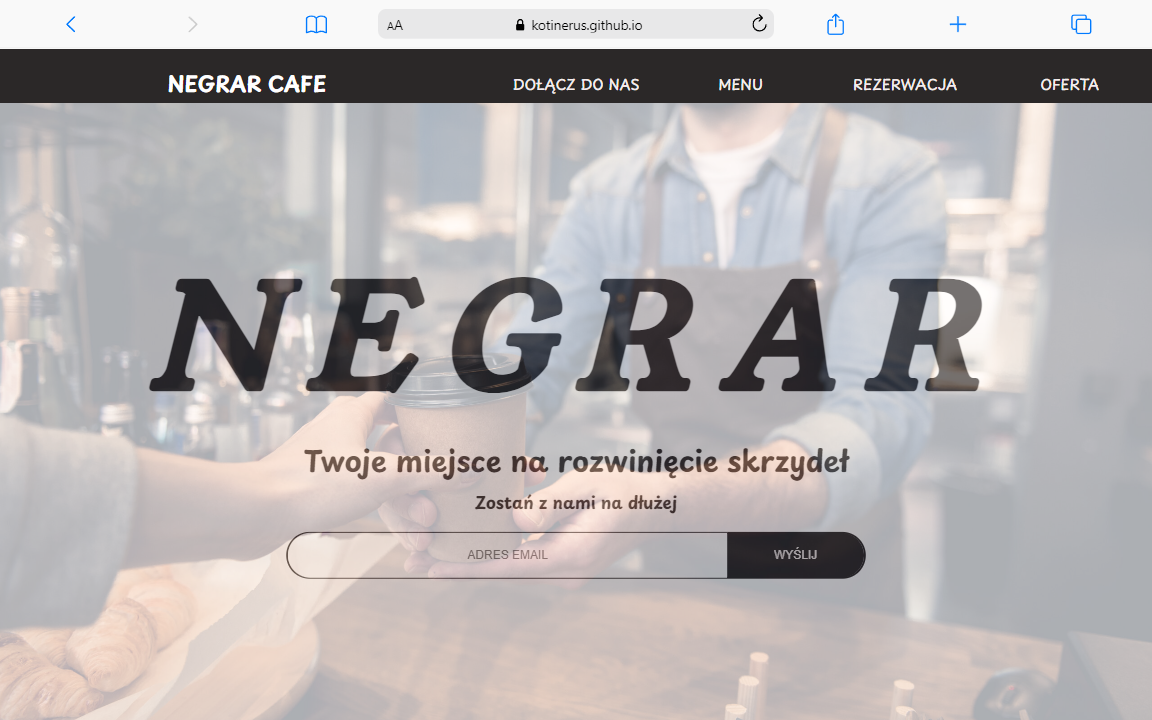 AA kotinerus.github.io
NEGRAR CAFE DOŁĄCZ DO NAS MENU REZERWACJA OFERTA
NEGRAR
Twoje miejsce na rozwinięcie skrzydeł
Zostań z nami na dłużej
ADRES EMAIL WYŚLIJ